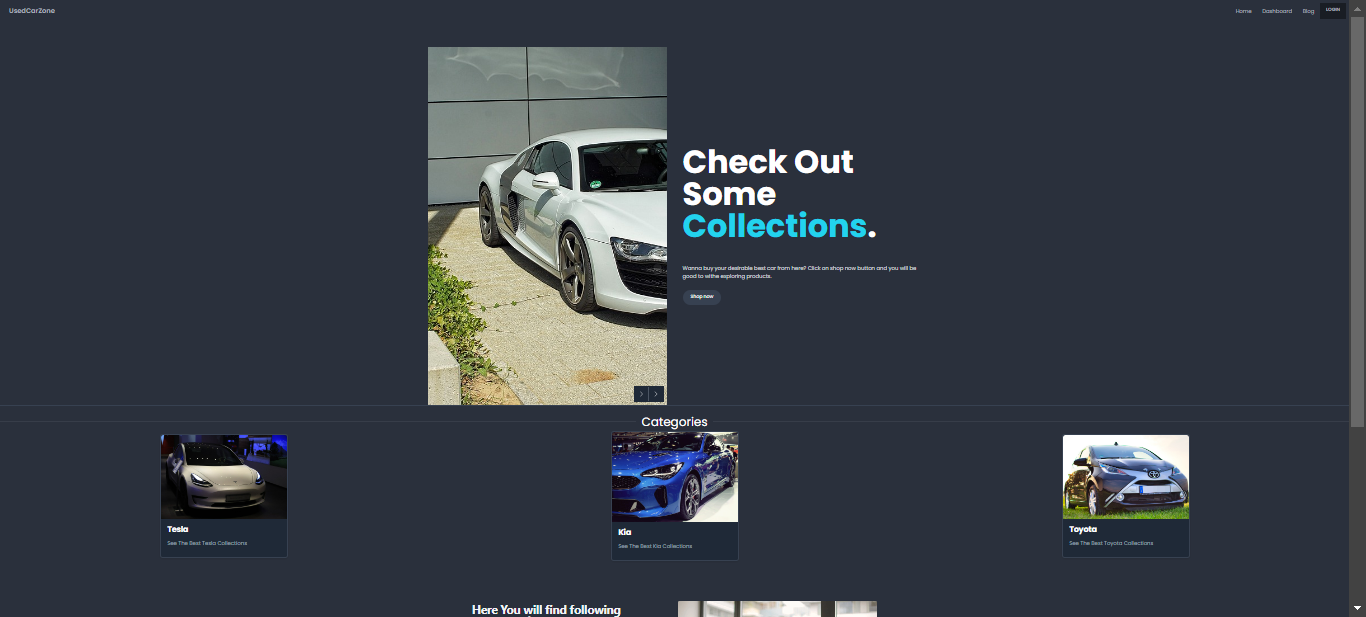 UsedCarZone
Home Dashboard Blog LOGIN
Check Out
Some
Collections.
Wanna buy your desirable best car from here? Click on shop now button and you will be
good to withe exploring products.
Shop now
Categories
Tesla
See The Best Tesla Collections
Kia
See The Best Kia Collections
Toyota
See The Best Toyota Collections
Here You will find following